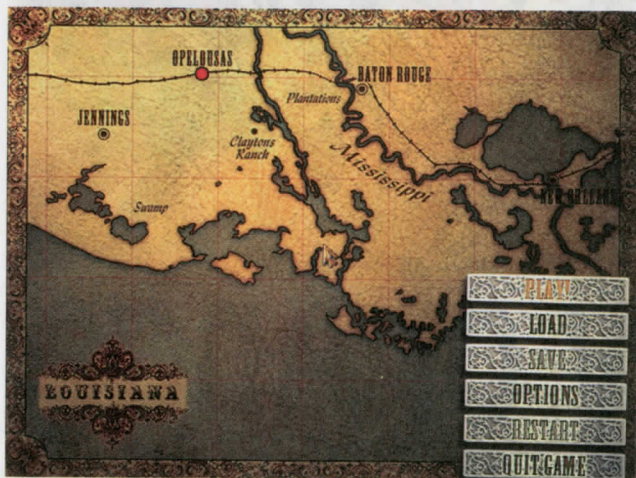 OPELOUSAS
BATON ROUGE
Plantations
JENNINGS
Claytons
Ranch
Mississippi
NEW ORLEANS
Swamp
PLAY!
LOAD
SAVE
LOUISIANA
OPTIONS
RESTART
QUIT GAME